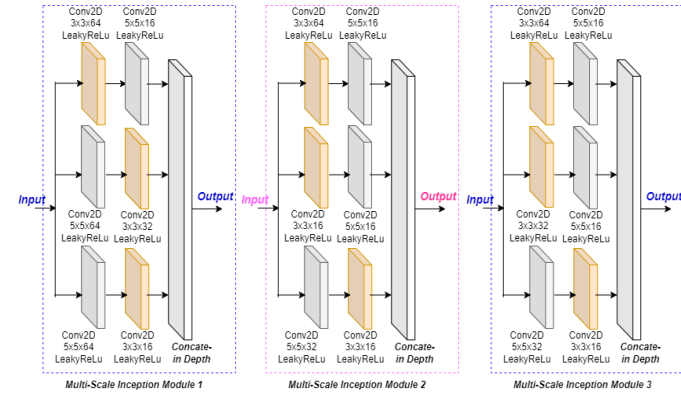 Conv2D
3x3x64
LeakyReLu
Conv2D
5x5x16
LeakyReLu
Input
Output
Conv2D
5x5x64
LeakyReLu
Conv2D
3x3x32
LeakyReLu
Conv2D
5x5x64
LeakyReLu
Conv2D
3x3x16
LeakyReLu
Concate-
in Depth
Multi-Scale Inception Module 1
Conv2D
3x3x64
LeakyReLu
Conv2D
5x5x16
LeakyReLu
Input
Output
Conv2D
3x3x16
LeakyReLu
Conv2D
5x5x16
LeakyReLu
Conv2D
5x5x32
LeakyReLu
Conv2D
3x3x16
LeakyReLu
Concate-
in Depth
Multi-Scale Inception Module 2
Conv2D
3x3x64
LeakyReLu
Conv2D
5x5x16
LeakyReLu
Input
Output
Conv2D
3x3x32
LeakyReLu
Conv2D
5x5x16
LeakyReLu
Conv2D
5x5x32
LeakyReLu
Conv2D
3x3x16
LeakyReLu
Concate-
in Depth
Multi-Scale Inception Module 3